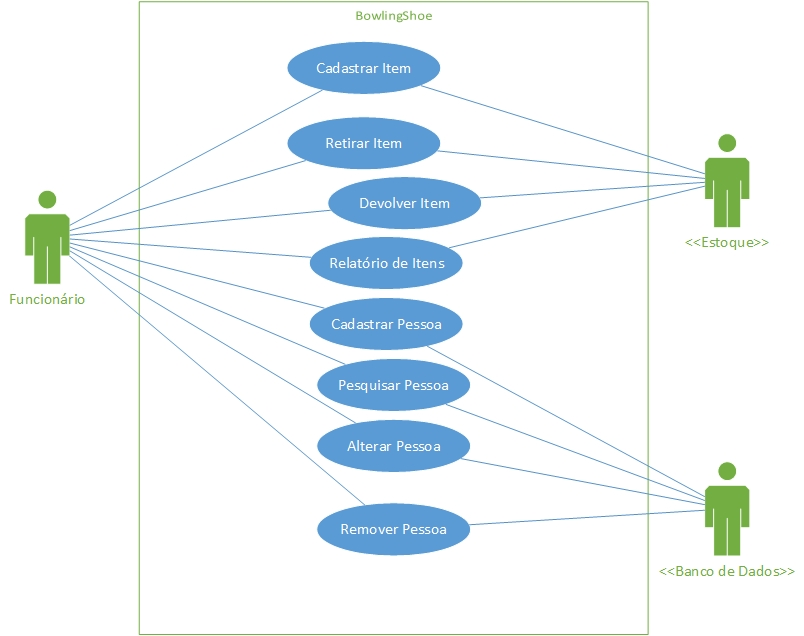 BowlingShoe
Cadastrar Item
Retirar Item
Devolver Item
<<Estoque>>
Relatório de Itens
Funcionário
Cadastrar Pessoa
Pesquisar Pessoa
Alterar Pessoa
Remover Pessoa
<<Banco de Dados>>